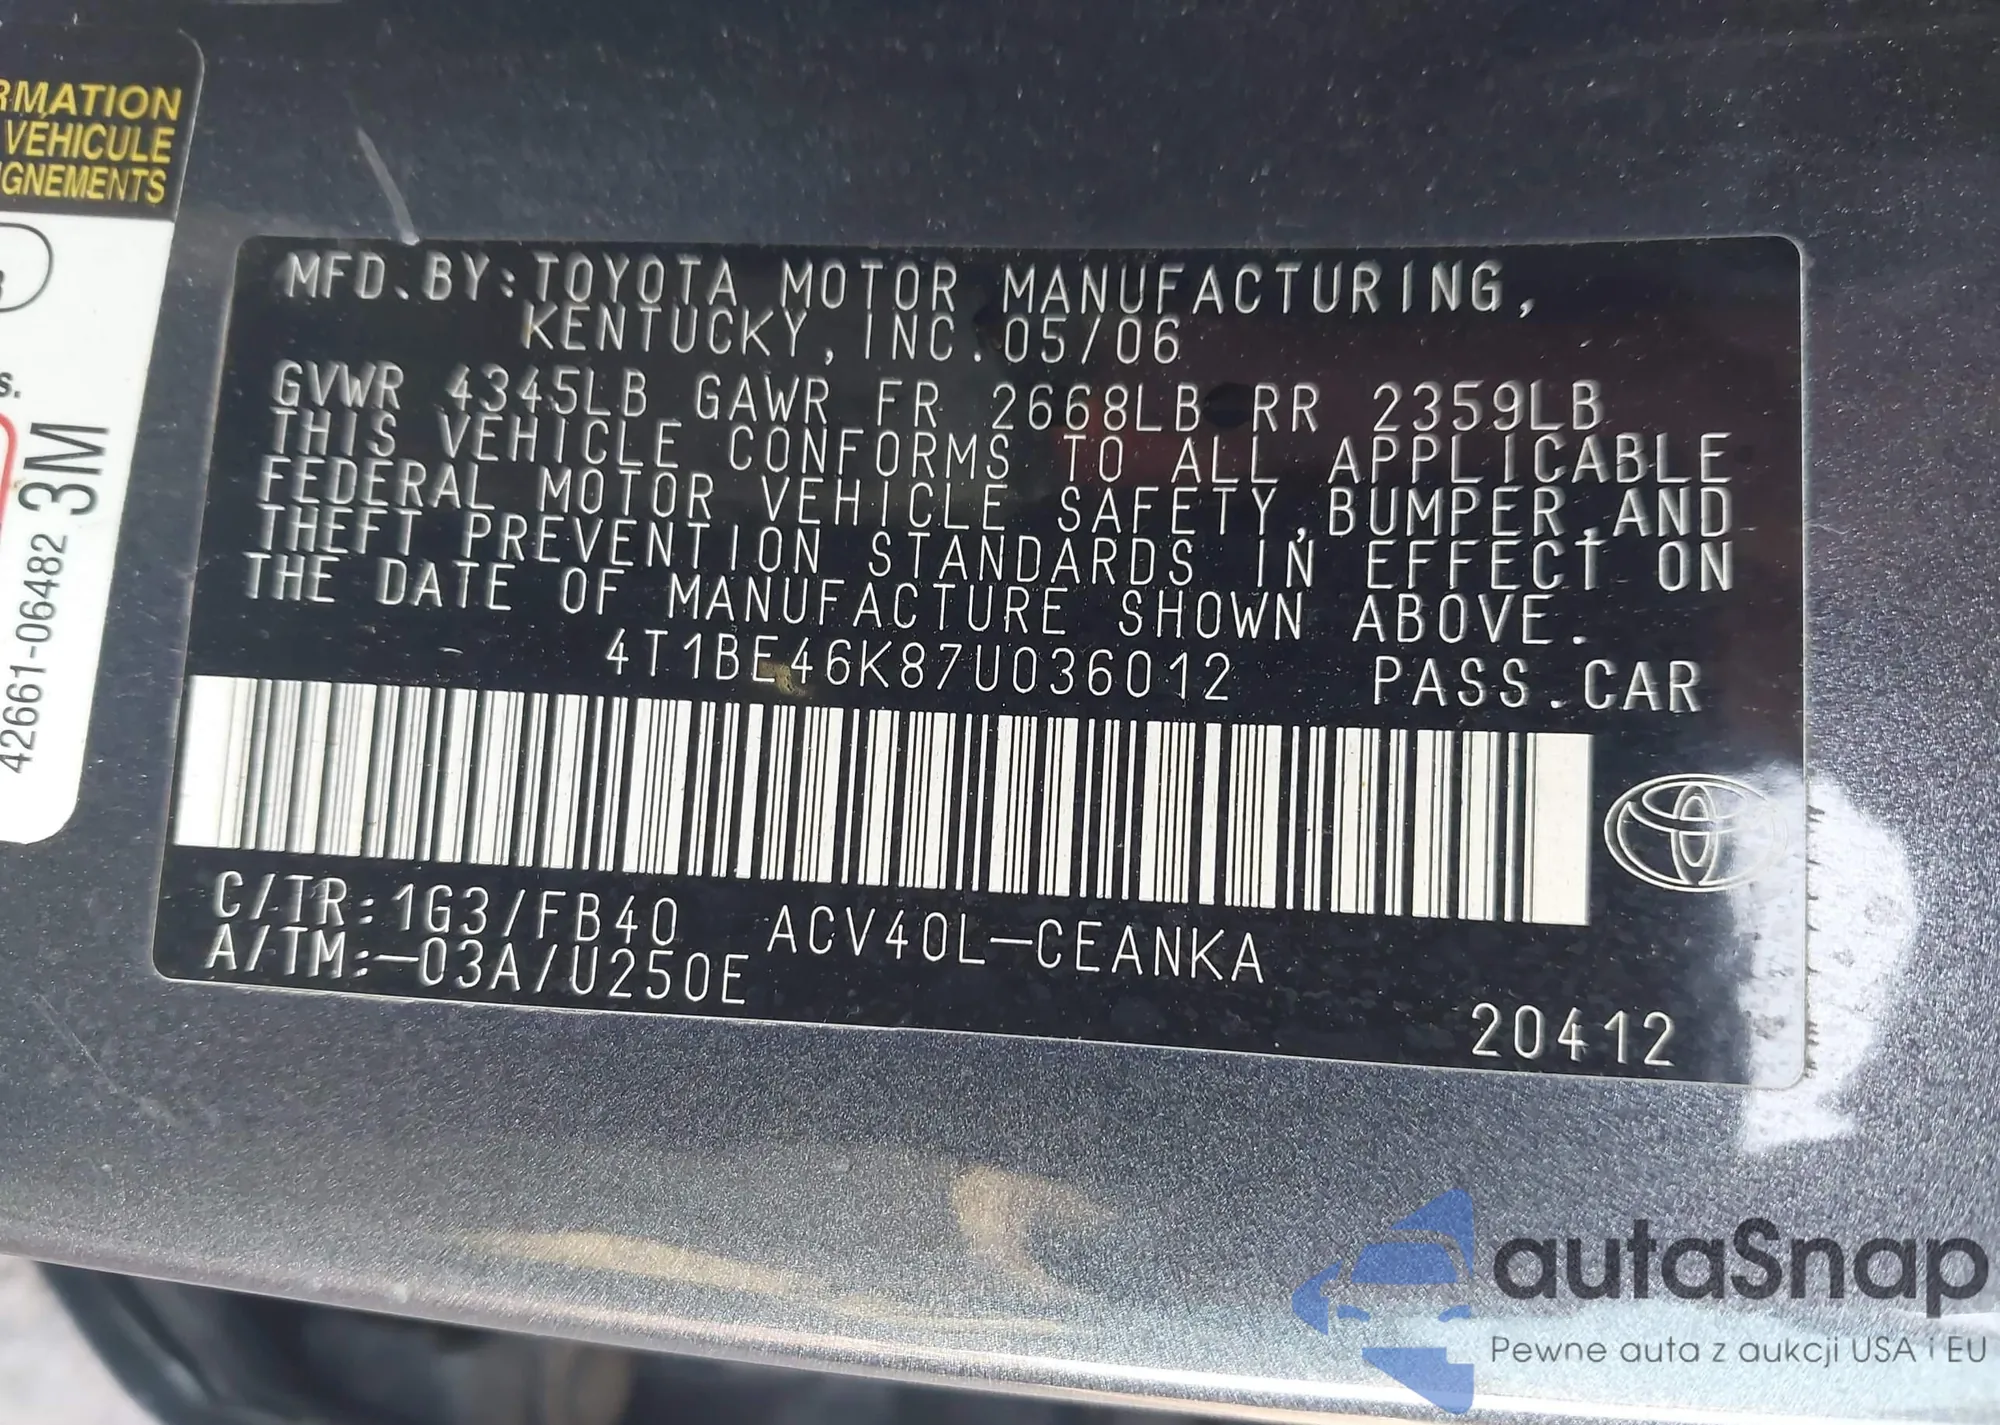 RMATION
VÉHICULE
GNEMENTS
s.
42661-06482 3M
MFD. BY: TOYOTA MOTOR MANUFACTURING,
KENTUCKY, INC. 05/06
GVWR 4345LB GAWR FR 2668LB RR 2359LB
THIS VEHICLE CONFORMS TO ALL APPLICABLE
FEDERAL MOTOR VEHICLE SAFETY, BUMPER, AND
THEFT PREVENTION STANDARDS IN EFFECT ON
THE DATE OF MANUFACTURE SHOWN ABOVE.
4T1BE46K87U036012 PASS. CAR
C/TR: 1G3/FB40 ACV40L-CEANKA
A/TM:-03A/U250E
20412
autaSnap
Pewne auta z aukcji USA i EU